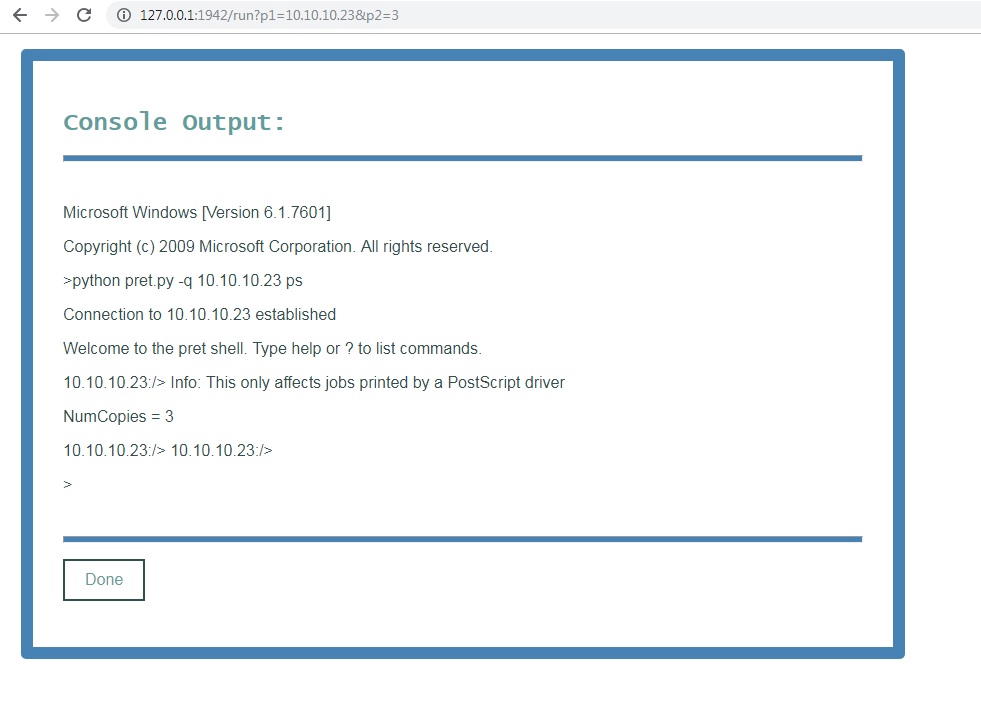 127.0.0.1:1942/run?p1=10.10.10.23&p2=3
Console Output:
Microsoft Windows [Version 6.1.7601]
Copyright (c) 2009 Microsoft Corporation. All rights reserved.
>python pret.py -q 10.10.10.23 ps
Connection to 10.10.10.23 established
Welcome to the pret shell. Type help or ? to list commands.
10.10.10.23:/> Info: This only affects jobs printed by a PostScript driver
NumCopies = 3
10.10.10.23:/> 10.10.10.23:/>
>
Done